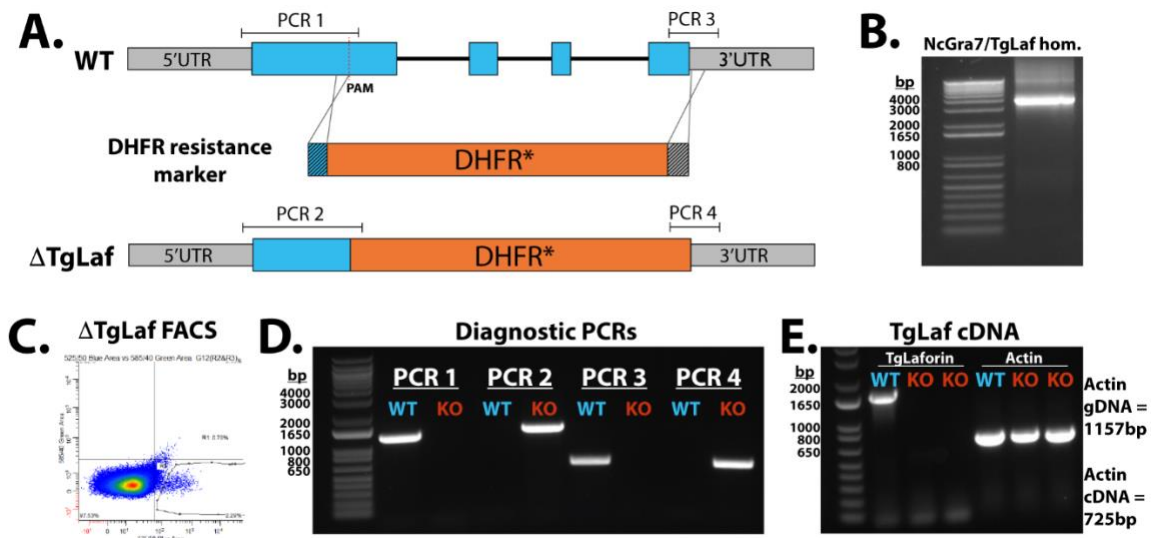 A.
PCR 1
PCR 3
WT
5'UTR
3'UTR
PAM
DHFR resistance
marker
DHFR*
PCR 2
PCR 4
ΔTgLaf
5'UTR
DHFR*
3'UTR
B.
NcGra7/TgLaf hom.
bp
4000
3000
2000
1650
1000
800
C.
ΔTgLaf FACS
585/40 Green Area
D.
Diagnostic PCRs
bp
4000
3000
2000
1650
1000
800
650
PCR 1 PCR 2 PCR 3 PCR 4
WT KO WT KO WT KO WT KO
E.
TgLaf cDNA
bp
2000
1650
1000
800
650
TgLaforin Actin
WT KO KO WT KO KO
Actin
gDNA =
1157bp
Actin
cDNA =
725bp